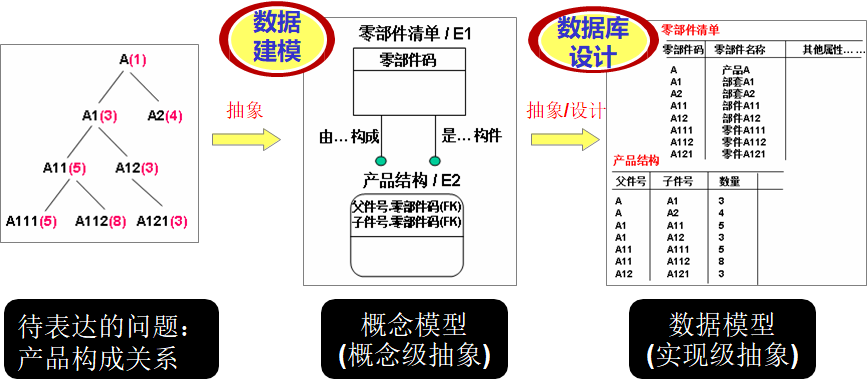 数据
建模
数据库
设计
A(1)
A1(3) A2(4)
A11(5) A12(3)
A111(5) A112(8) A121(3)
抽象
零部件清单 / E1
零部件码
由… 构成 是… 构件
产品结构 / E2
父件号.零部件码(FK)
子件号.零部件码(FK)
抽象/设计
零部件清单
零部件码 零部件名称 其他属性… …
A 产品A
A1 部套A1
A2 部套A2
A11 部件A11
A12 部件A12
A111 零件A111
A112 零件A112
A121 零件A121
产品结构
父件号 子件号 数量
A A1 3
A A2 4
A1 A11 5
A1 A12 3
A11 A111 5
A11 A112 8
A12 A121 3
待表达的问题：
产品构成关系
概念模型
(概念级抽象)
数据模型
(实现级抽象)